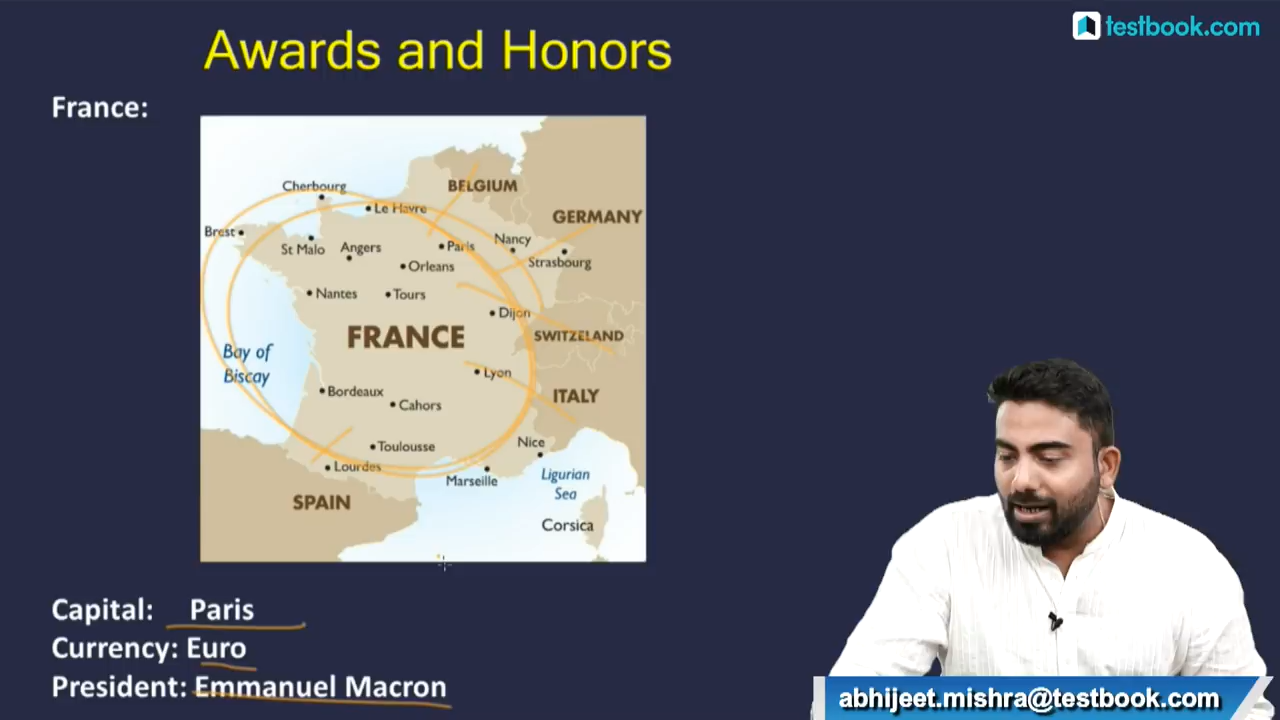 testbook.com
Awards and Honors
France:
Cherbourg
BELGIUM
Le Havre
GERMANY
Brest
St Malo
Angers
Paris
Nancy
Strasbourg
Orleans
Nantes
Tours
Dijon
FRANCE
SWITZELAND
Bay of
Biscay
Lyon
Bordeaux
Cahors
ITALY
Toulousse
Nice
Lourdes
Marseille
Ligurian
Sea
SPAIN
Corsica
Capital: Paris
Currency: Euro
President: Emmanuel Macron
abhijeet.mishra@testbook.com